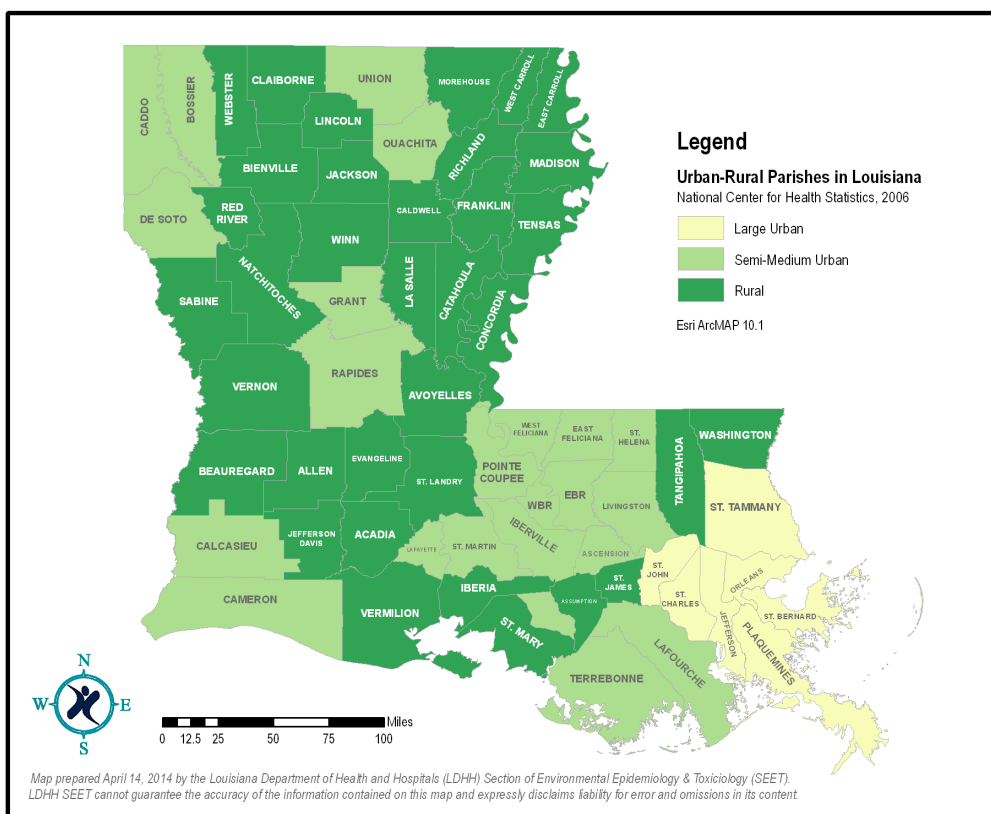 Legend
Urban-Rural Parishes in Louisiana
National Center for Health Statistics, 2006
Large Urban
Semi-Medium Urban
Rural
Esri ArcMAP 10.1
CADDO
BOSSIER
WEBSTER
CLAIBORNE
UNION
MOREHOUSE
WEST CARROLL
EAST CARROLL
LINCOLN
OUACHITA
RICHLAND
MADISON
BIENVILLE
JACKSON
DE SOTO
RED
RIVER
CALDWELL
FRANKLIN
TENSAS
WINN
NATCHITOCHES
SABINE
GRANT
LA SALLE
CATAHOULA
CONCORDIA
VERNON
RAPIDES
AVOYELLES
BEAUREGARD
ALLEN
EVANGELINE
ST. LANDRY
POINTE
COUPEE
WEST
FELICIANA
EAST
FELICIANA
ST.
HELENA
TANGIPAHOA
WASHINGTON
WBR
EBR
LIVINGSTON
ST. TAMMANY
CALCASIEU
JEFFERSON
DAVIS
ACADIA
LAFAYETTE
ST. MARTIN
IBERVILLE
ASCENSION
CAMERON
VERMILION
IBERIA
ST. MARY
ASSUMPTION
ST.
JAMES
ST.
JOHN
ST.
CHARLES
ORLEANS
JEFFERSON
ST. BERNARD
PLAQUEMINES
TERREBONNE
LAFOURCHE
N
W
E
S
Miles
0 12.5 25 50 75 100
Map prepared April 14, 2014 by the Louisiana Department of Health and Hospitals (LDHH) Section of Environmental Epidemiology & Toxiciology (SEET).
LDHH SEET cannot guarantee the accuracy of the information contained on this map and expressly disclaims liability for error and omissions in its content.